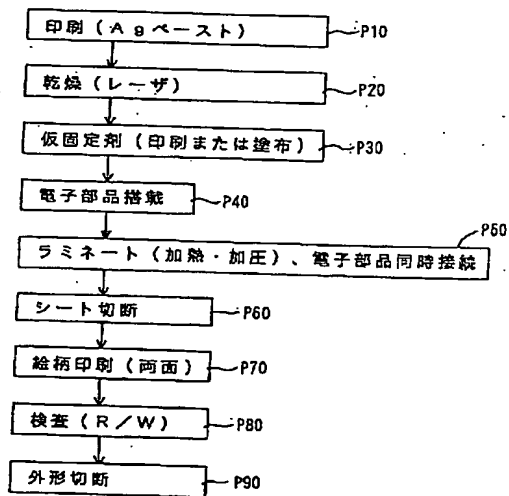 印刷(Agペースト) P10
乾燥(レーザ) P20
仮固定剤(印刷または塗布) P30
電子部品搭載 P40
P50
ラミネート(加熱・加圧)、電子部品同時接続
シート切断 P60
絵柄印刷(両面) P70
検査(R/W) P80
外形切断 P90